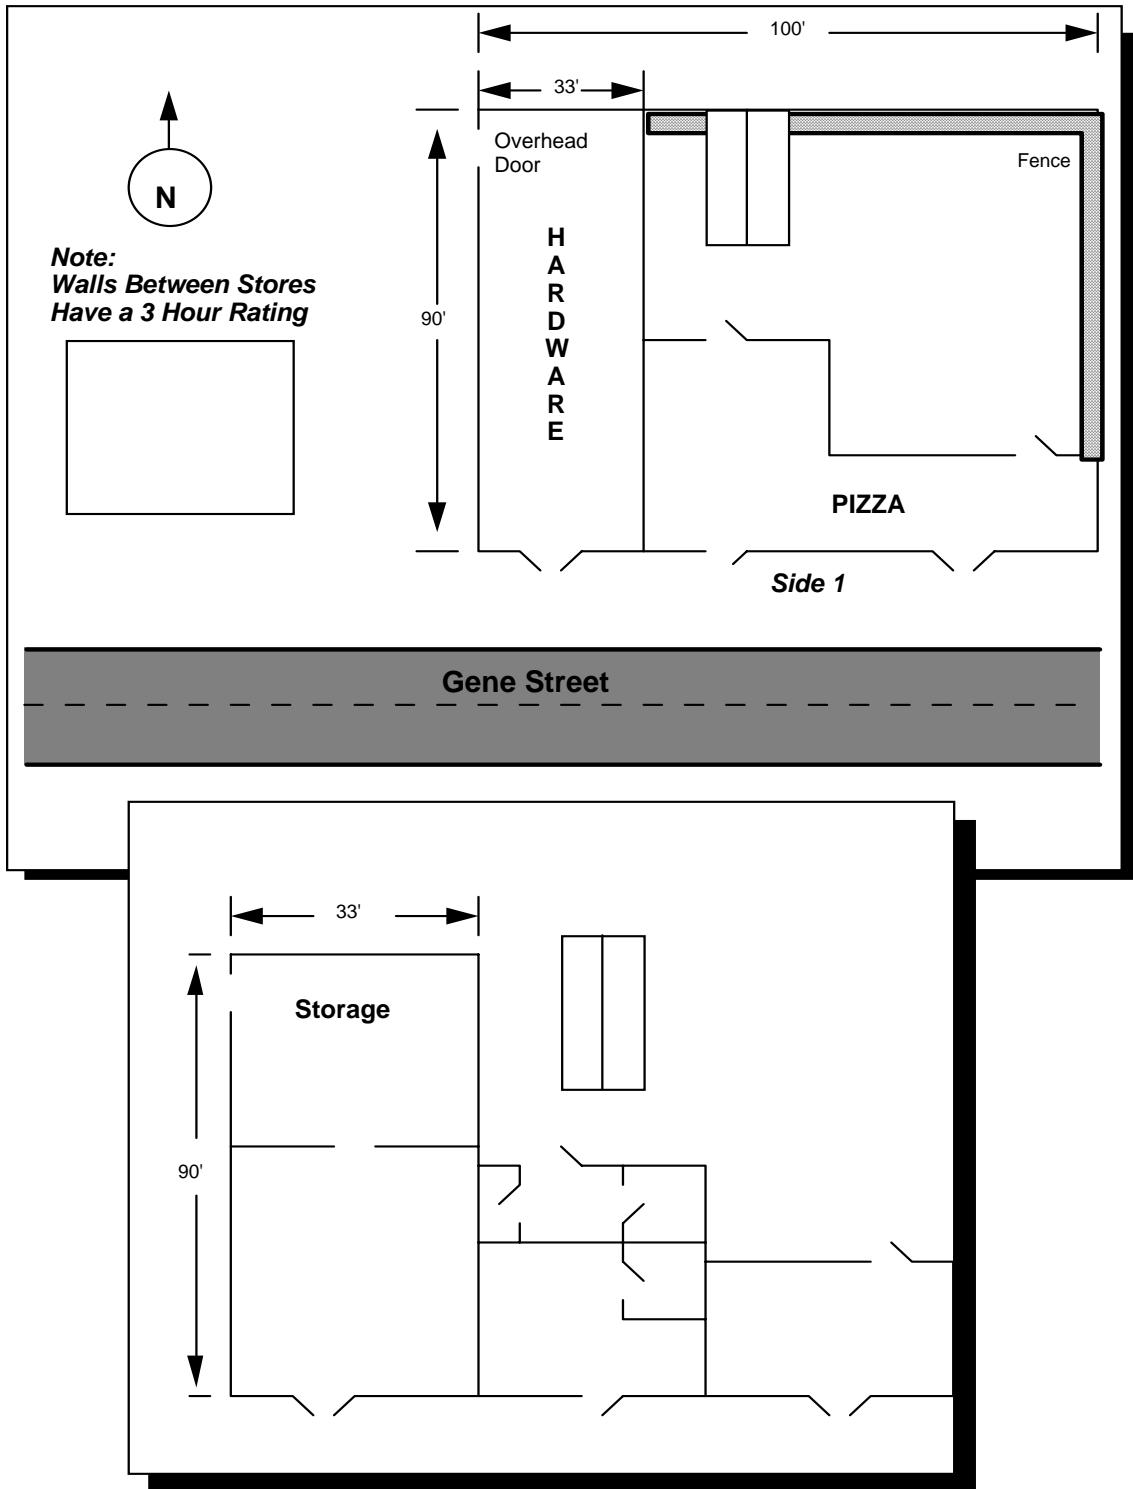 100'
33'
Overhead
Door
Fence
N
H
A
R
D
W
A
R
E
Note:
Walls Between Stores
Have a 3 Hour Rating
90'
PIZZA
Side 1
Gene Street
33'
Storage
90'